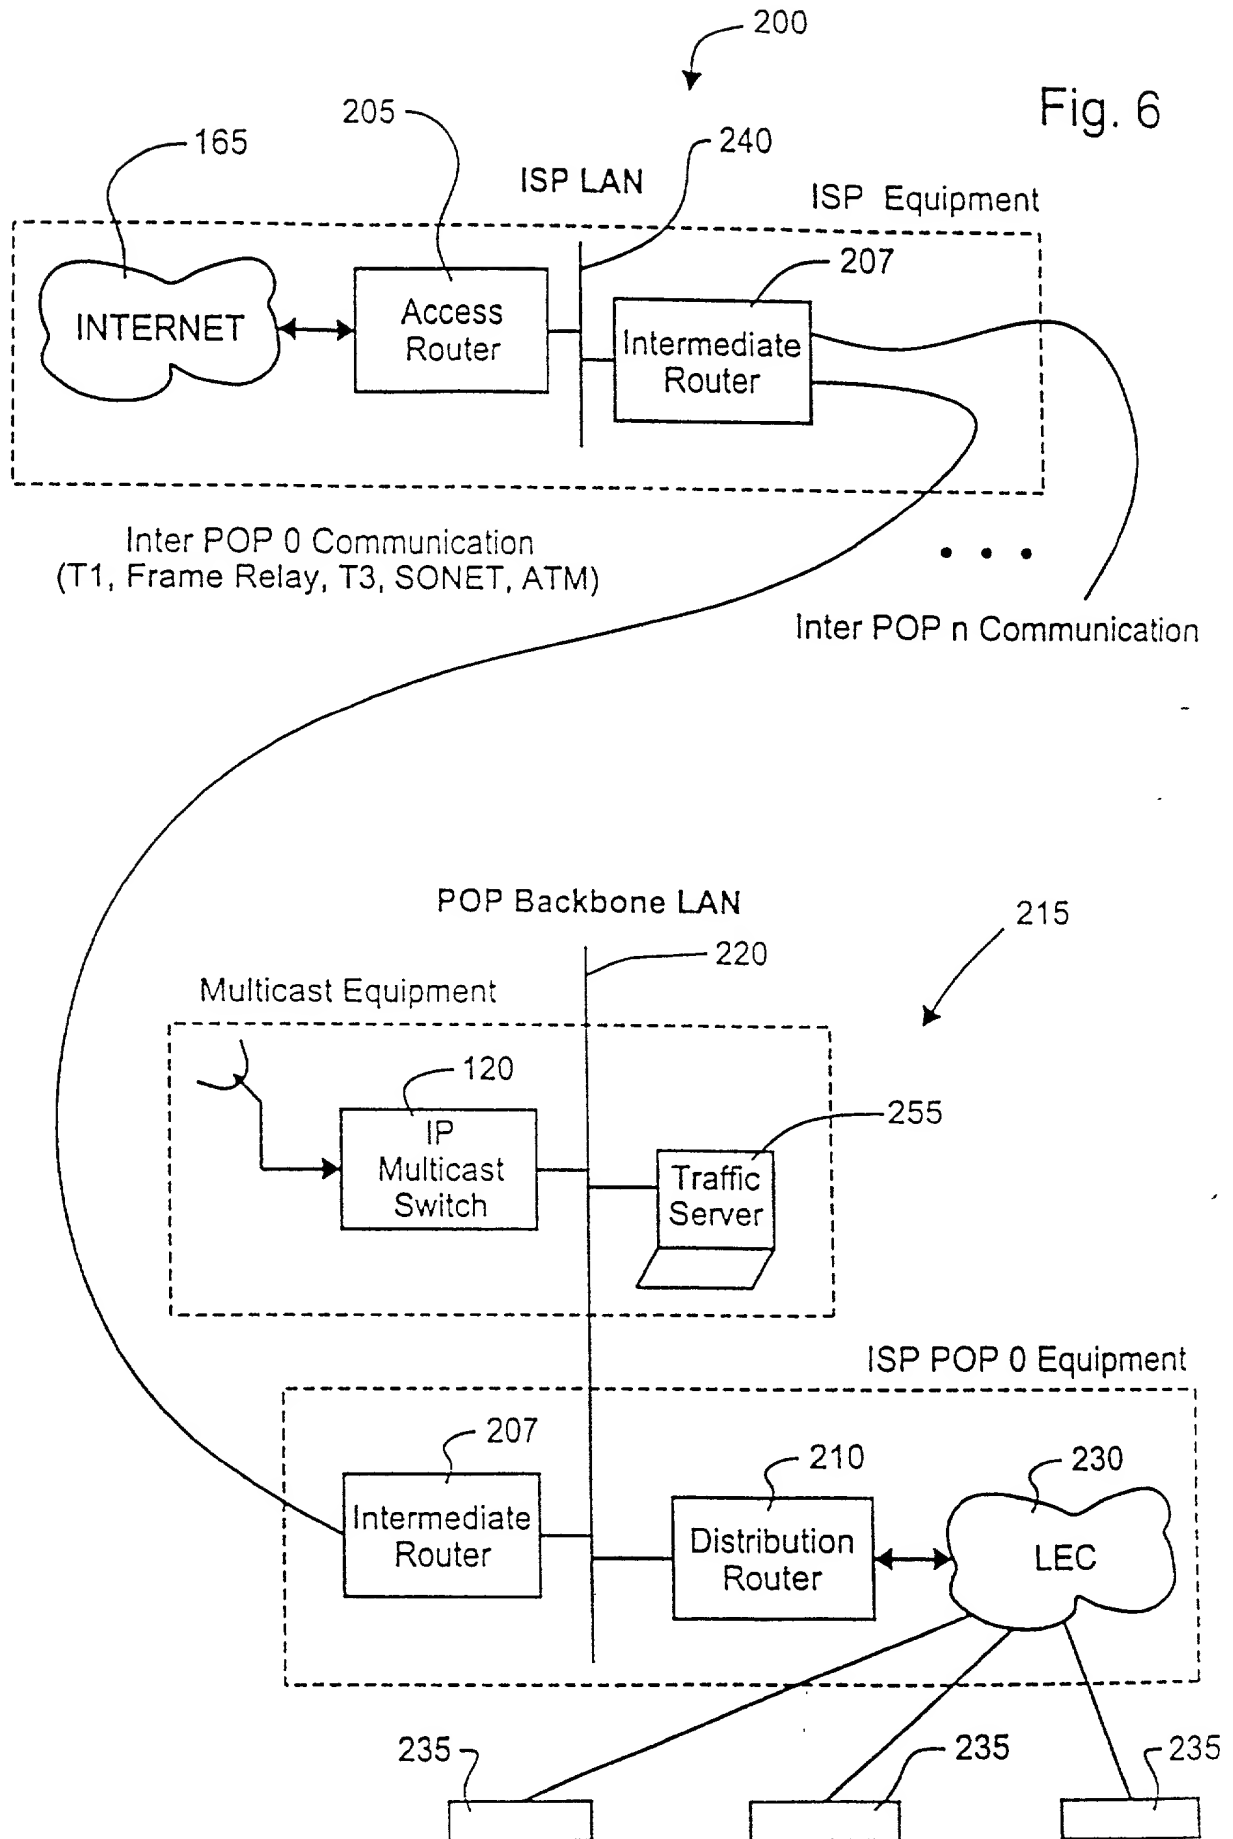 200
Fig. 6
205
165
240
ISP LAN
ISP Equipment
207
INTERNET
Access
Router
Intermediate
Router
Inter POP 0 Communication
(T1, Frame Relay, T3, SONET, ATM)
• • •
Inter POP n Communication
POP Backbone LAN
215
220
Multicast Equipment
120
255
IP
Multicast
Switch
Traffic
Server
ISP POP 0 Equipment
207
210
230
Intermediate
Router
Distribution
Router
LEC
235
235
235